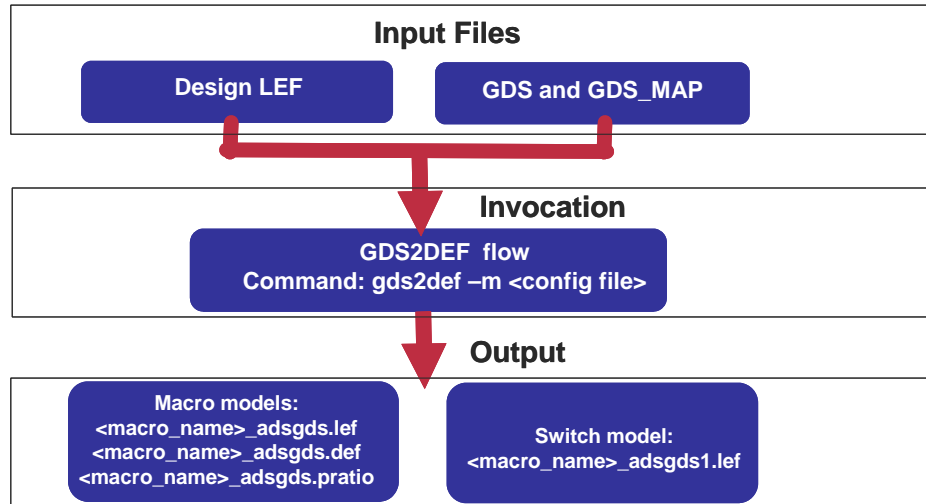 Input Files
Design LEF
GDS and GDS_MAP
Invocation
GDS2DEF flow
Command: gds2def –m <config file>
Output
Macro models:
<macro_name>_adsgds.lef
<macro_name>_adsgds.def
<macro_name>_adsgds.pratio
Switch model:
<macro_name>_adsgds1.lef